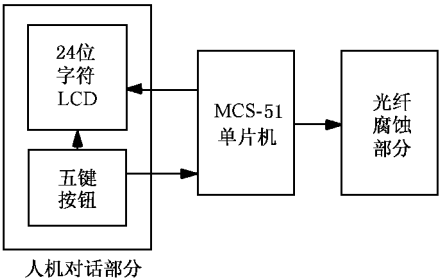 24位
字符
LCD
五键
按钮
MCS-51
单片机
光纤
腐蚀
部分
人机对话部分